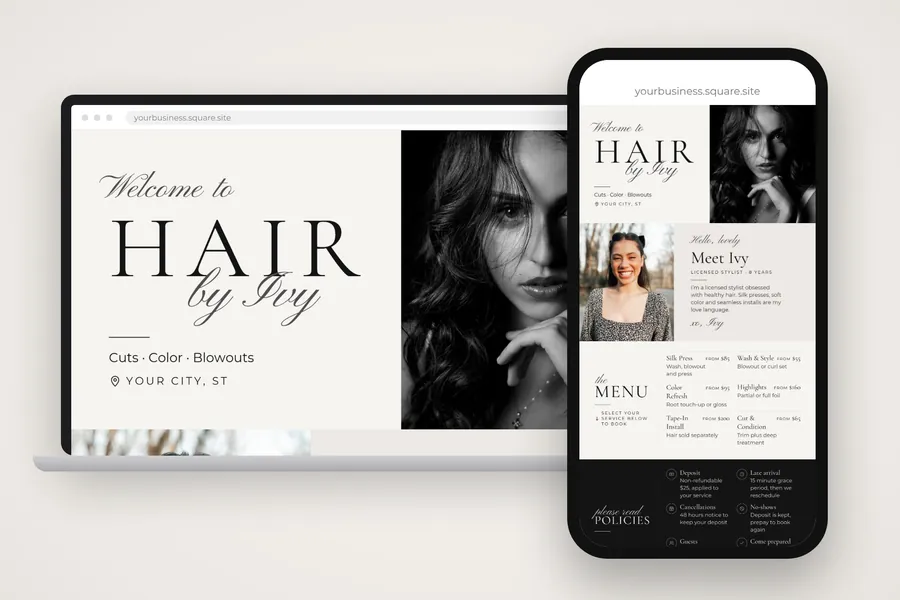 yourbusiness.square.site
Welcome to
HAIR
by Ivy
Cuts · Color · Blowouts
YOUR CITY, ST
yourbusiness.square.site
Welcome to
HAIR
by Ivy
Cuts · Color · Blowouts
YOUR CITY, ST
Hello, lovely
Meet Ivy
LICENSED STYLIST · 8 YEARS
I'm a licensed stylist obsessed
with healthy hair. Silk presses, soft
color and seamless installs are my
love language.
xo, Ivy
the
MENU
SELECT YOUR
SERVICE BELOW
TO BOOK
Silk Press FROM $85
Wash, blowout
and press
Wash & Style FROM $55
Blowout or curl set
Color
Refresh FROM $95
Root touch-up or gloss
Highlights FROM $160
Partial or full foil
Tape-In
Install FROM $200
Hair sold separately
Cut &
Condition FROM $65
Trim plus deep
treatment
please read
POLICIES
Deposit
Non-refundable
$25, applied to
your service
Late arrival
15 minute grace
period, then we
reschedule
Cancellations
48 hours notice to
keep your deposit
No-shows
Deposit is kept,
prepay to book
again
Guests
Come prepared